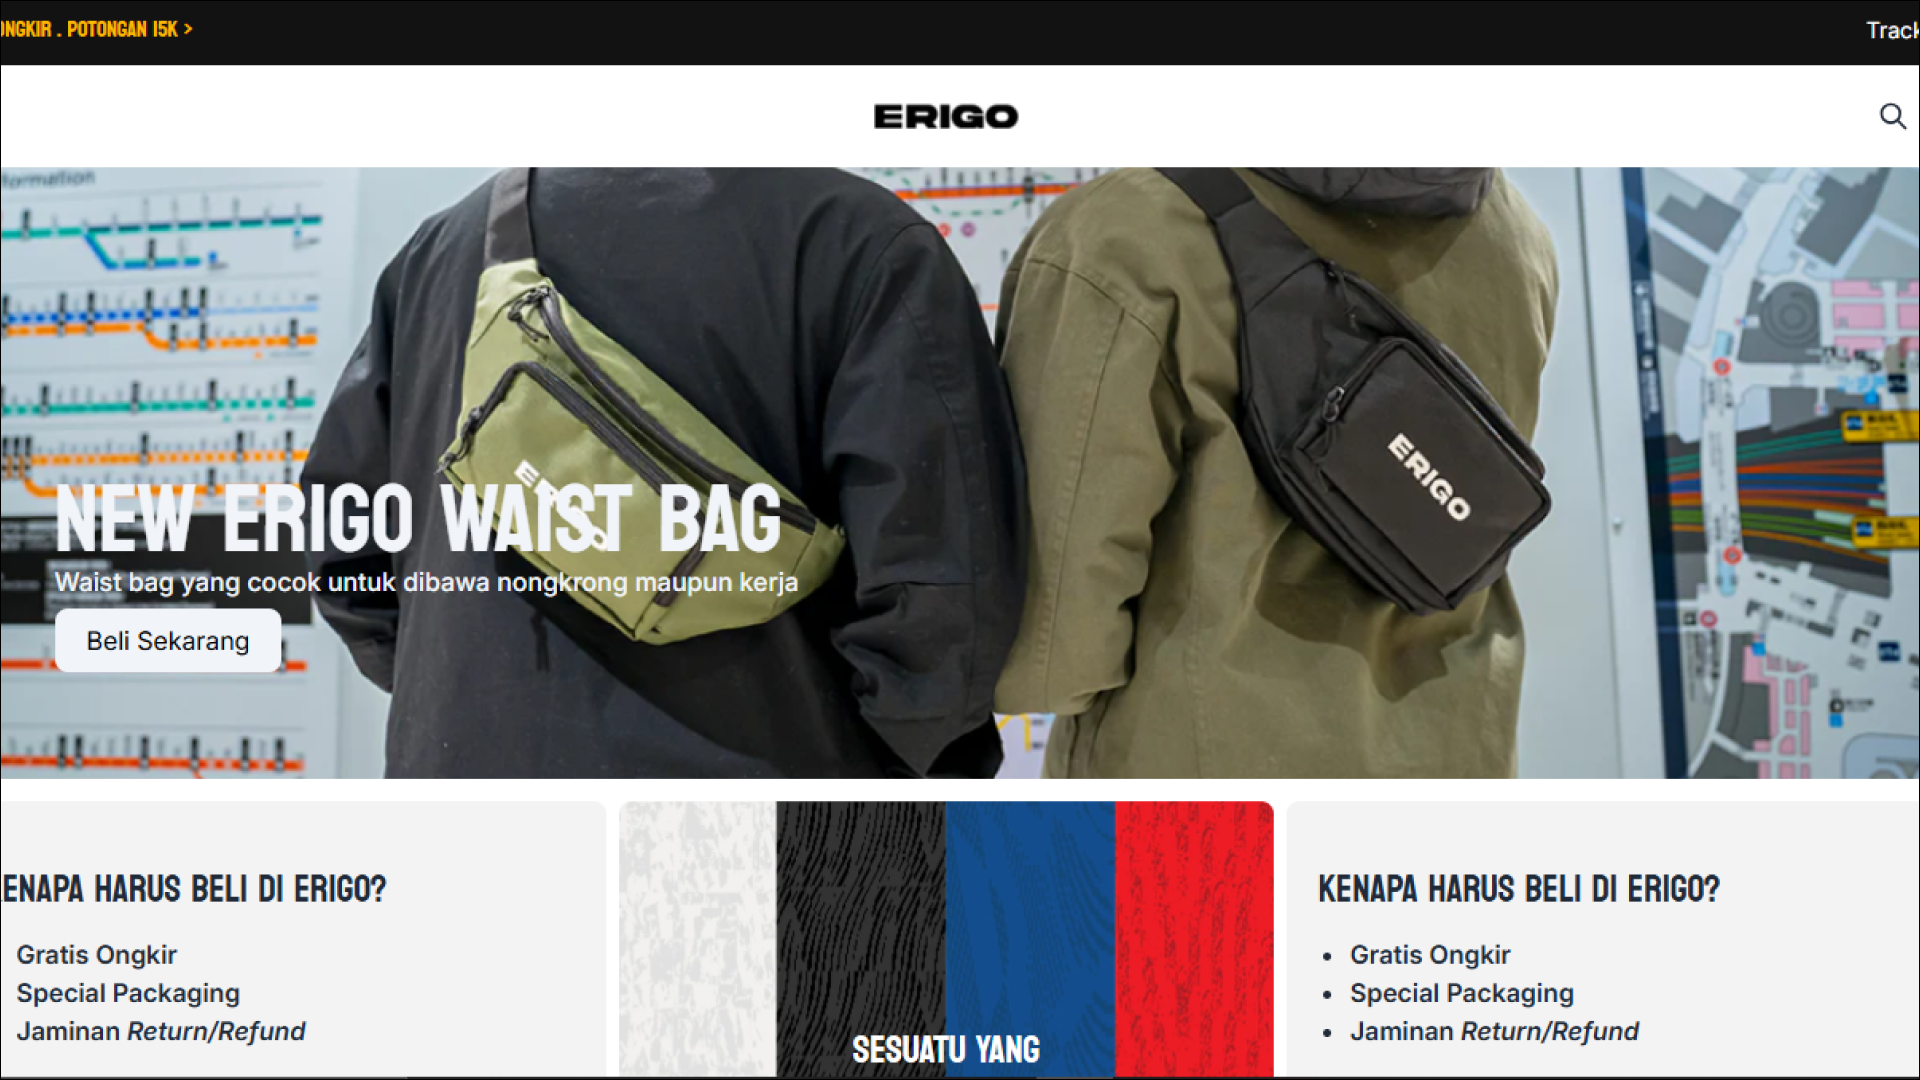 ONGKIR . POTONGAN 15K >
Track
ERIGO
formation
ERIGO
NEW ERIGO WAIST BAG
Waist bag yang cocok untuk dibawa nongkrong maupun kerja
Beli Sekarang
ENAPA HARUS BELI DI ERIGO?
Gratis Ongkir
Special Packaging
Jaminan Return/Refund
SESUATU YANG
KENAPA HARUS BELI DI ERIGO?
• Gratis Ongkir
• Special Packaging
• Jaminan Return/Refund